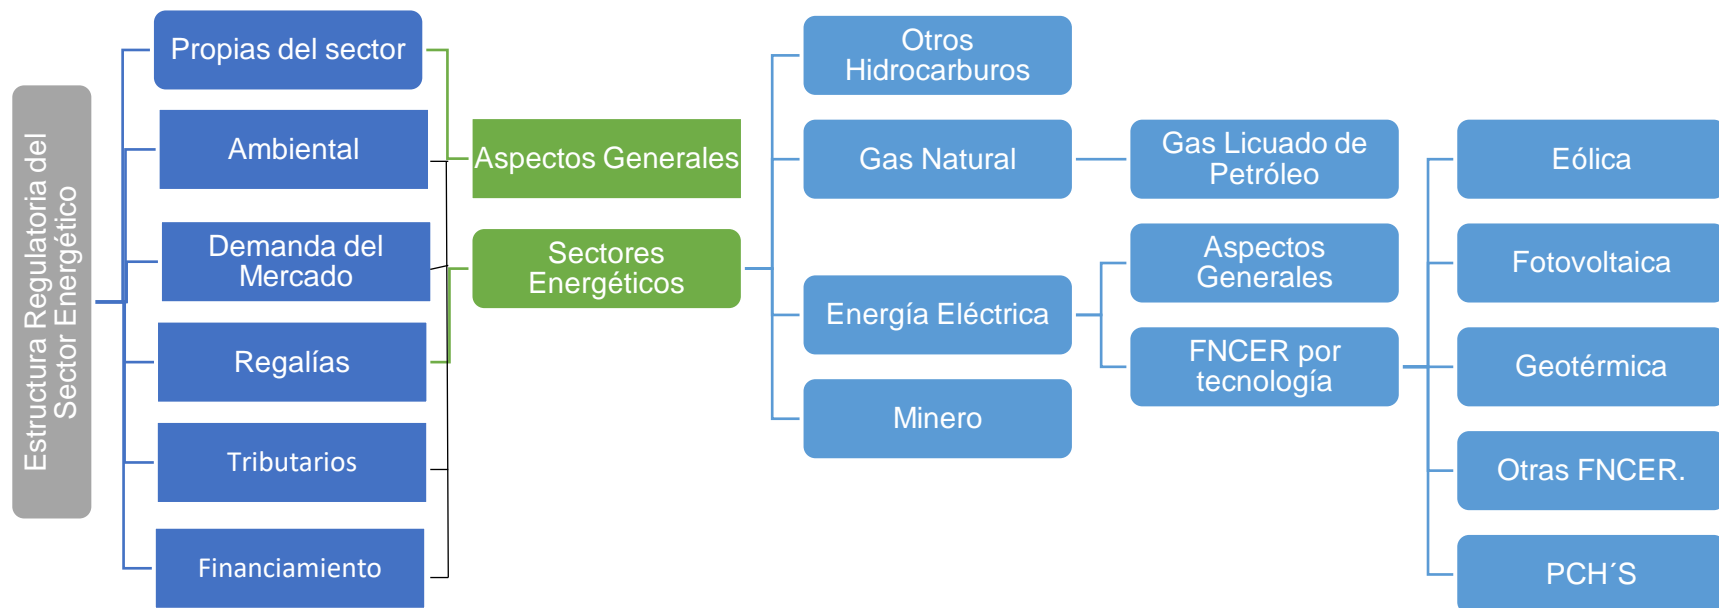 Estructura Regulatoria del
Sector Energético
Propias del sector
Ambiental
Demanda del
Mercado
Regalías
Tributarios
Financiamiento
Aspectos Generales
Sectores
Energéticos
Otros
Hidrocarburos
Gas Natural
Energía Eléctrica
Minero
Gas Licuado de
Petróleo
Aspectos
Generales
FNCER por
tecnología
Eólica
Fotovoltaica
Geotérmica
Otras FNCER.
PCH´S